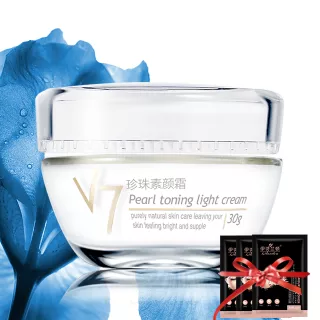 V7
珍珠素颜霜
Pearl toning light cream
purely natural skin care leaving your
skin feeling bright and supple
30g